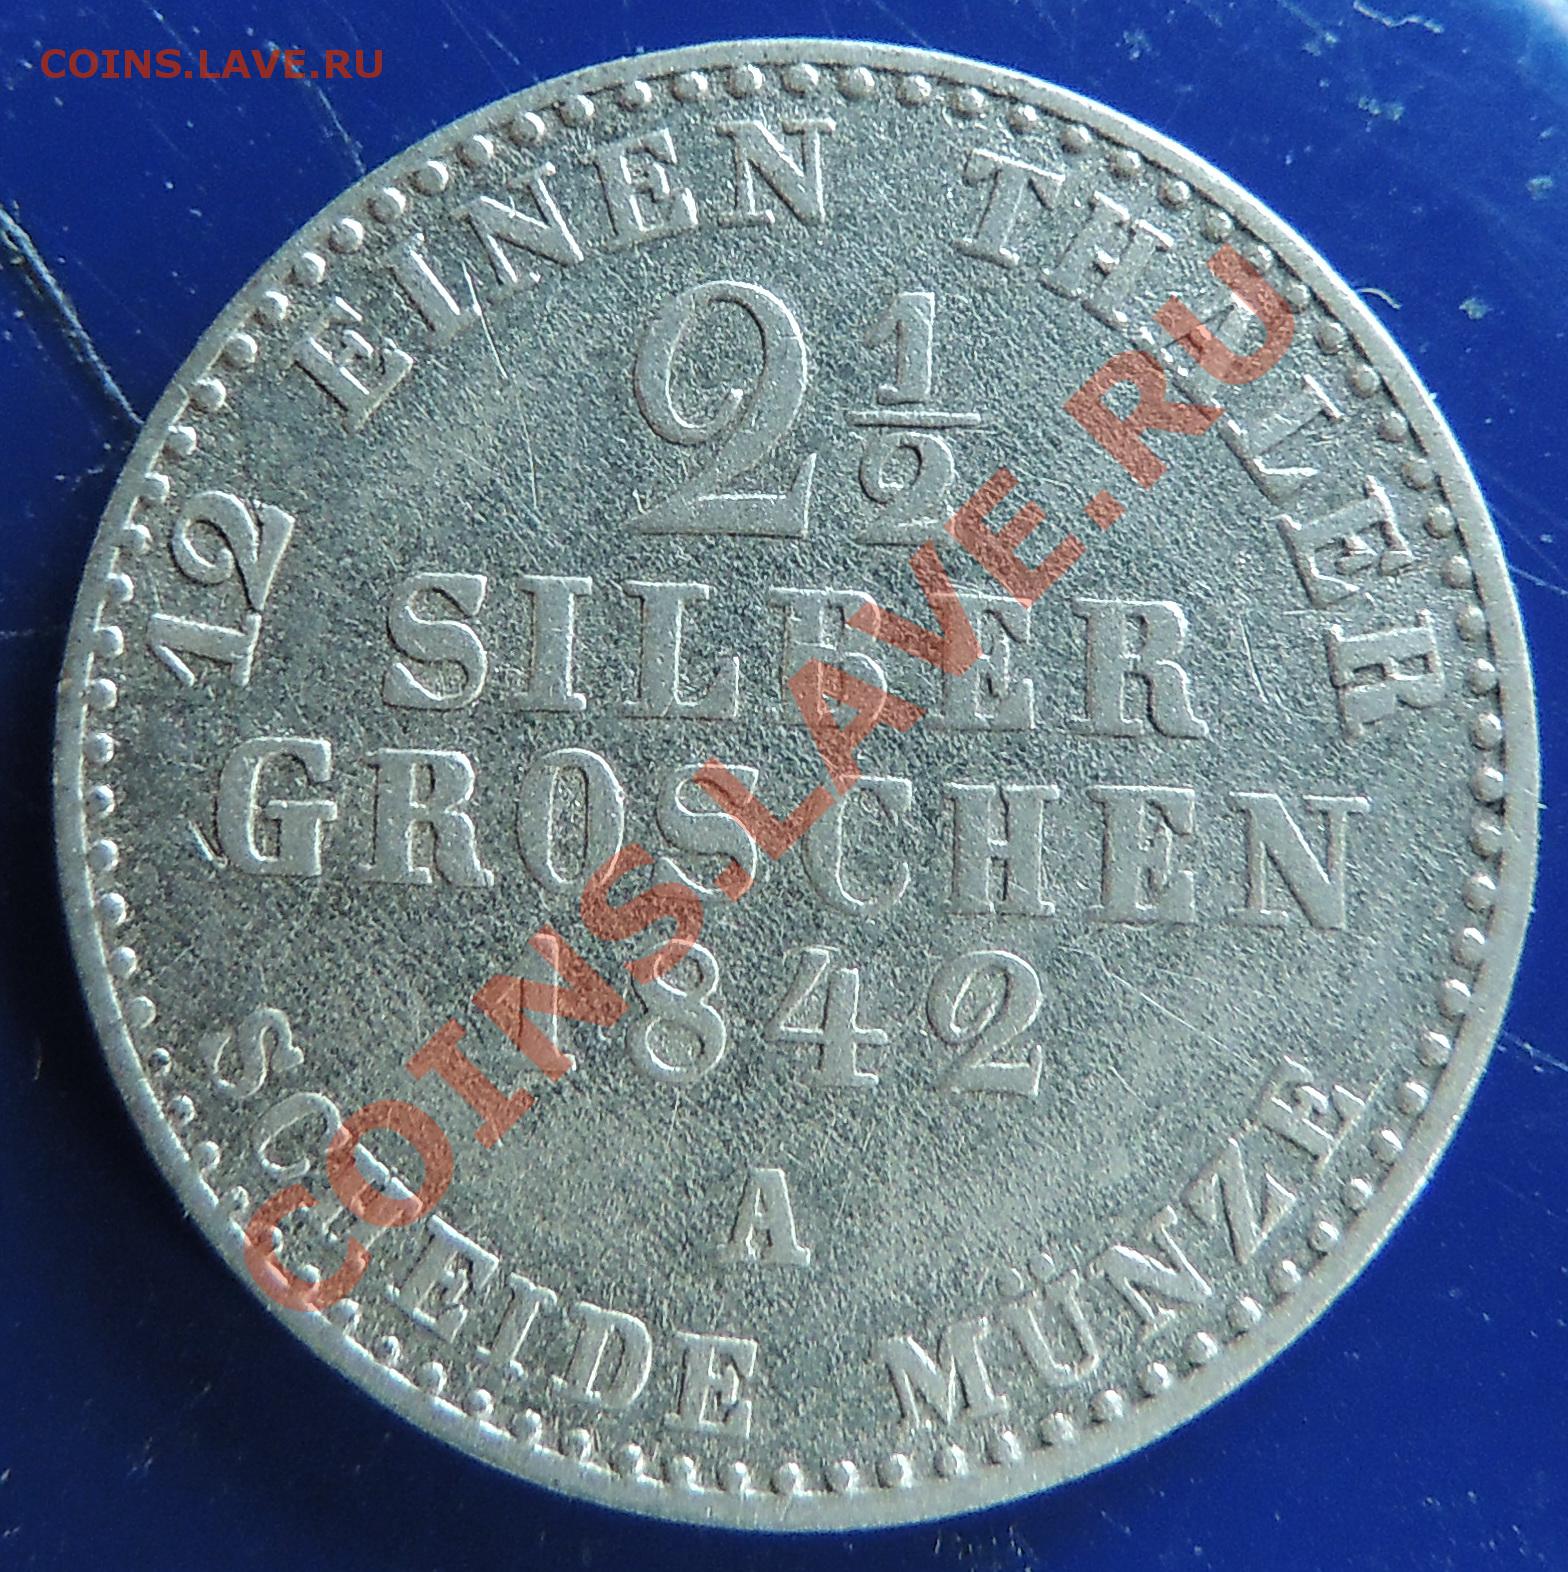 COINS.LAVE.RU
12 EINEN THALER
2 1/2
SILBER
GROSCHEN
1842
A
SCHEIDE MÜNZE
COINS.LAVE.RU